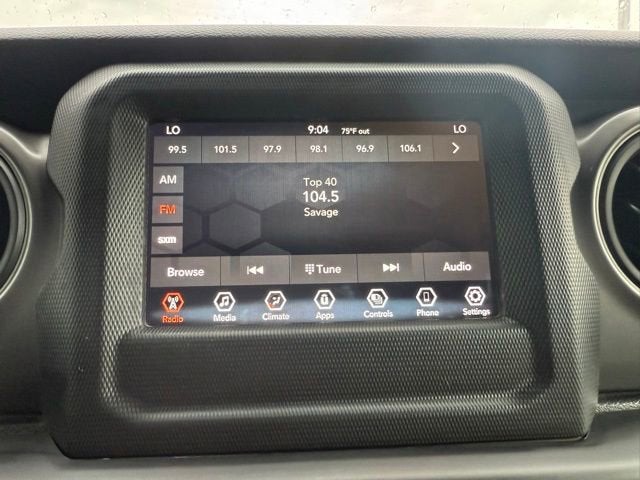 LO 9:04 75°F out LO
99.5 101.5 97.9 98.1 96.9 106.1
AM
FM
sxm
Top 40
104.5
Savage
Browse Tune Audio
Radio Media Climate Apps Controls Phone Settings